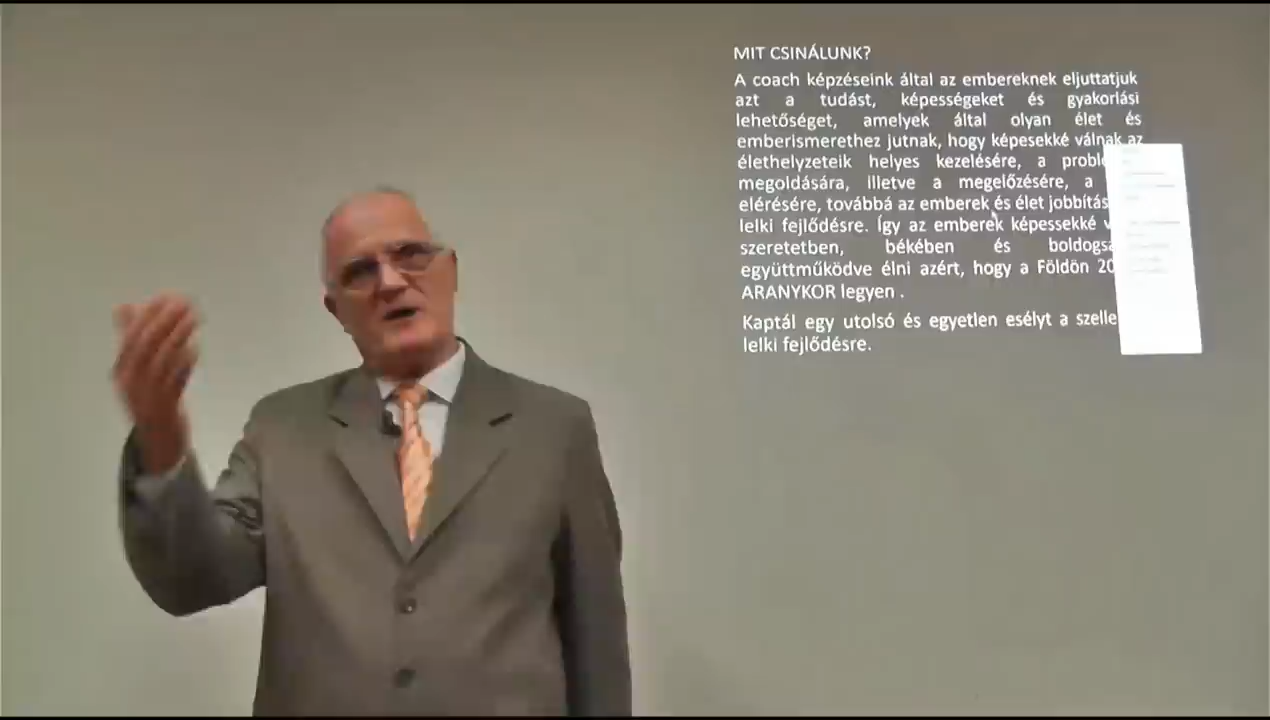 MIT CSINÁLUNK?
A coach képzéseink által az embereknek eljuttatjuk
azt a tudást, képességeket és gyakorlási
lehetőséget, amelyek által olyan élet és
emberismerethez jutnak, hogy képesekké válnak az
élethelyzeteik helyes kezelésére, a
megoldására, illetve a megelőzésére, a
elérésére, továbbá az emberek és élet
lelki fejlődésre. Így az emberek képessekké
szeretetben, békében és
együttműködve élni azért, hogy a Földön
ARANYKOR legyen .
Kaptál egy utolsó és egyetlen esélyt a
lelki fejlődésre.